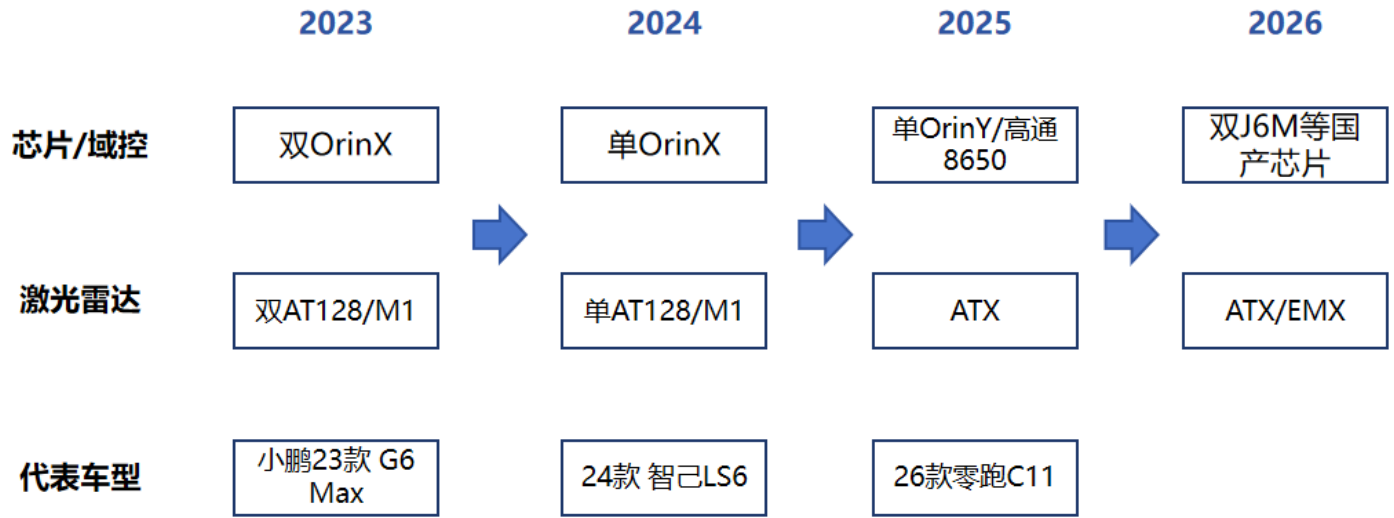 2023 2024 2025 2026
芯片/域控 双OrinX 单OrinX 单OrinY/高通 双J6M等国
8650 产芯片
激光雷达 双AT128/M1 单AT128/M1 ATX ATX/EMX
代表车型 小鹏23款 G6 24款 智己LS6 26款零跑C11
Max